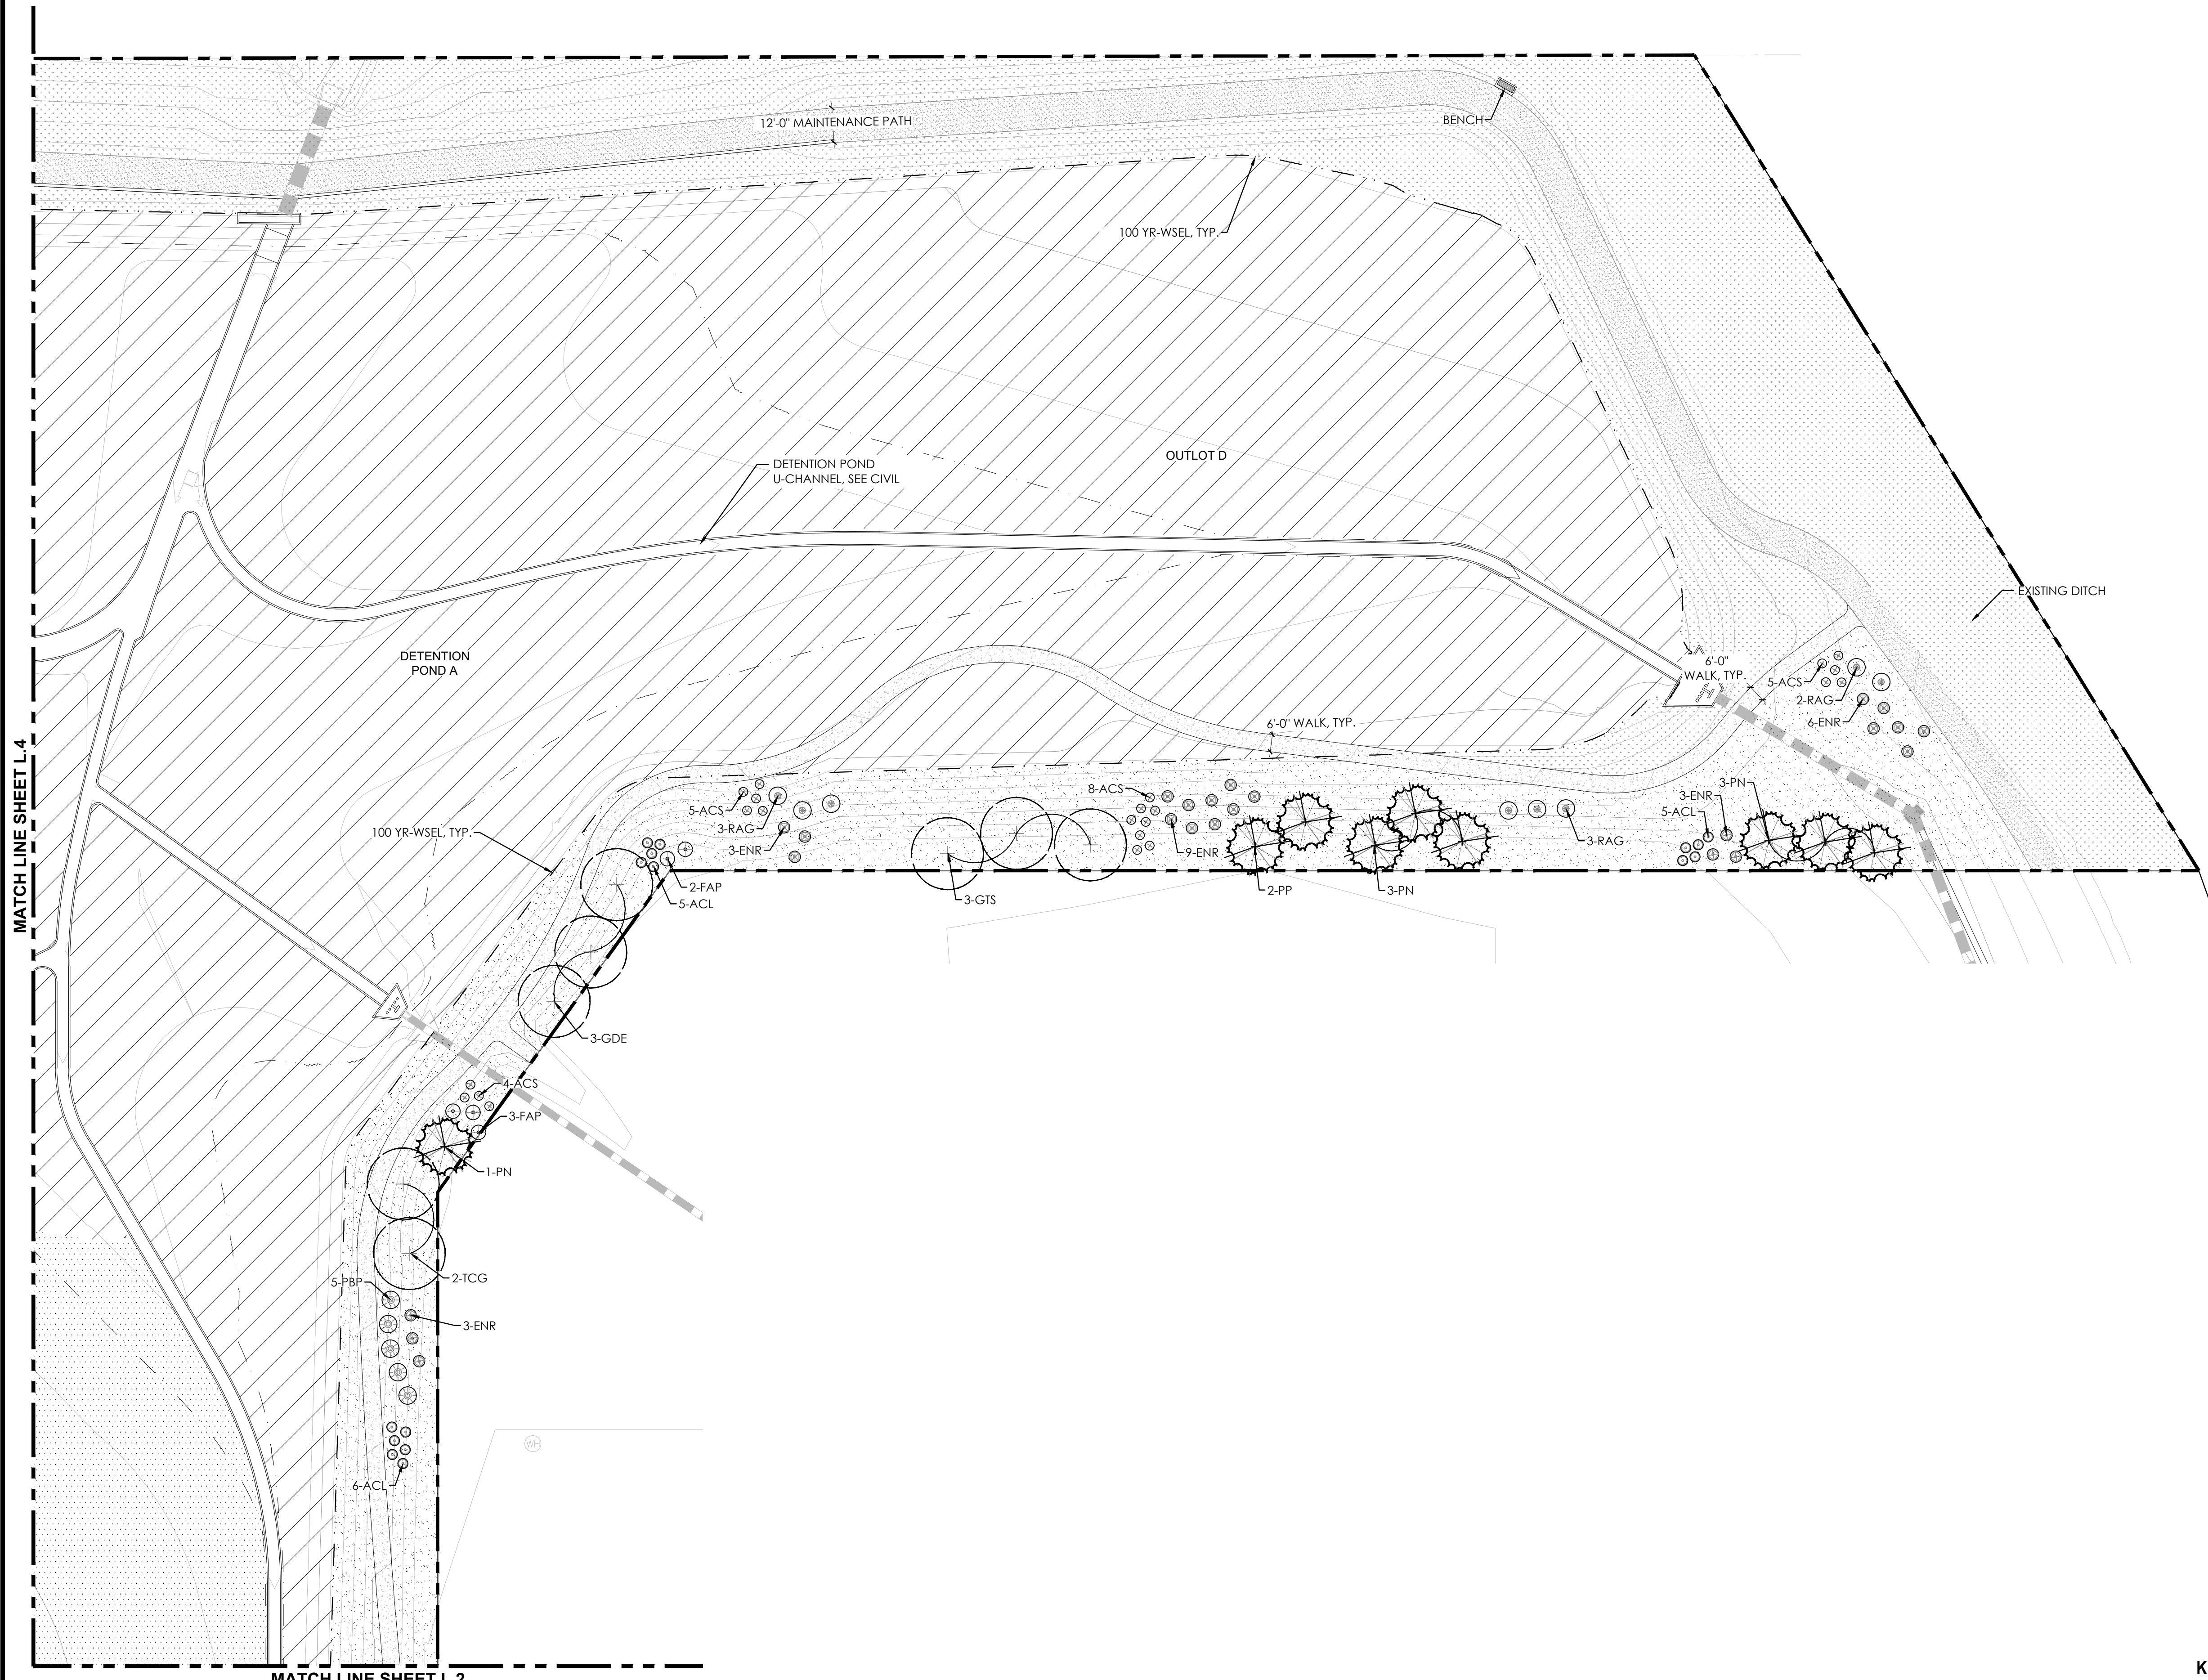 12'-0" MAINTENANCE PATH
BENCH
100 YR-WSEL, TYP.
OUTLOT D
DETENTION POND
U-CHANNEL, SEE CIVIL
EXISTING DITCH
DETENTION
POND A
6'-0"
WALK, TYP.
5-ACS
2-RAG
6-ENR
6'-0" WALK, TYP.
MATCH LINE SHEET L.4
8-ACS
3-PN
3-ENR
5-ACL
5-ACS
3-RAG
3-ENR
100 YR-WSEL, TYP.
9-ENR
3-RAG
2-FAP
5-ACL
3-GTS
2-PP
3-PN
3-GDE
4-ACS
3-FAP
1-PN
2-TCG
5-PBP
3-ENR
WH
6-ACL
MATCH LINE SHEET L.2
K